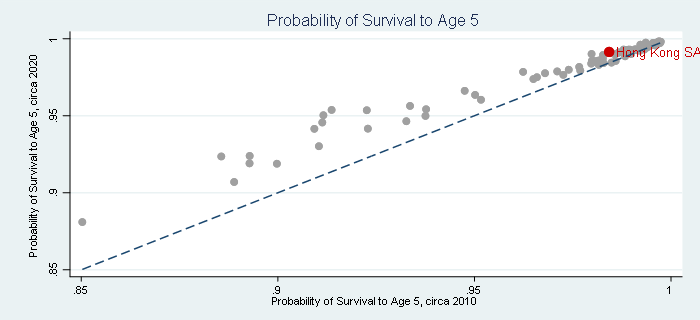 Probability of Survival to Age 5
Probability of Survival to Age 5, circa 2020
1
.95
.9
.85
Hong Kong SA
.85
.9
.95
1
Probability of Survival to Age 5, circa 2010